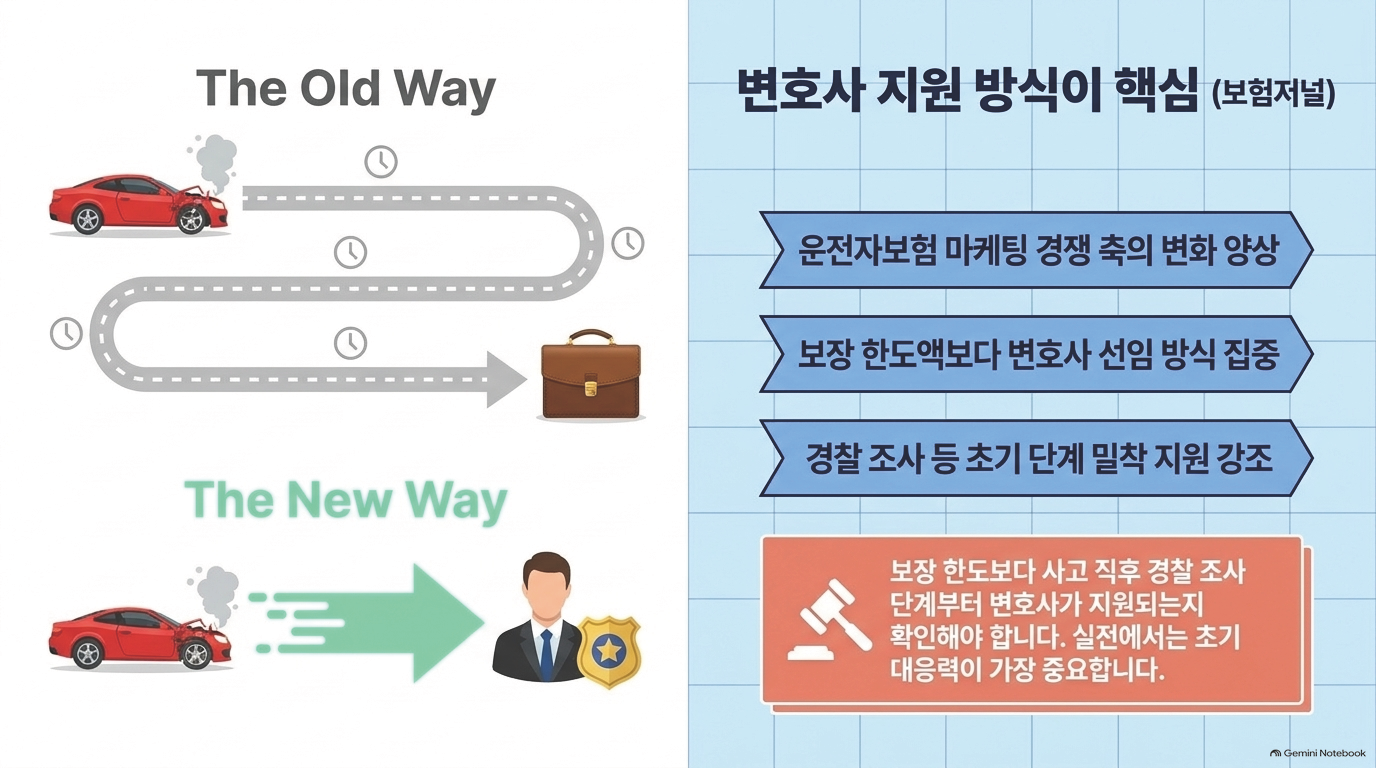 The Old Way
The New Way
변호사 지원 방식이 핵심 (보험저널)
운전자보험 마케팅 경쟁 축의 변화 양상
보장 한도액보다 변호사 선임 방식 집중
경찰 조사 등 초기 단계 밀착 지원 강조
보장 한도보다 사고 직후 경찰 조사
단계부터 변호사가 지원되는지
확인해야 합니다. 실전에서는 초기
대응력이 가장 중요합니다.
Gemini Notebook